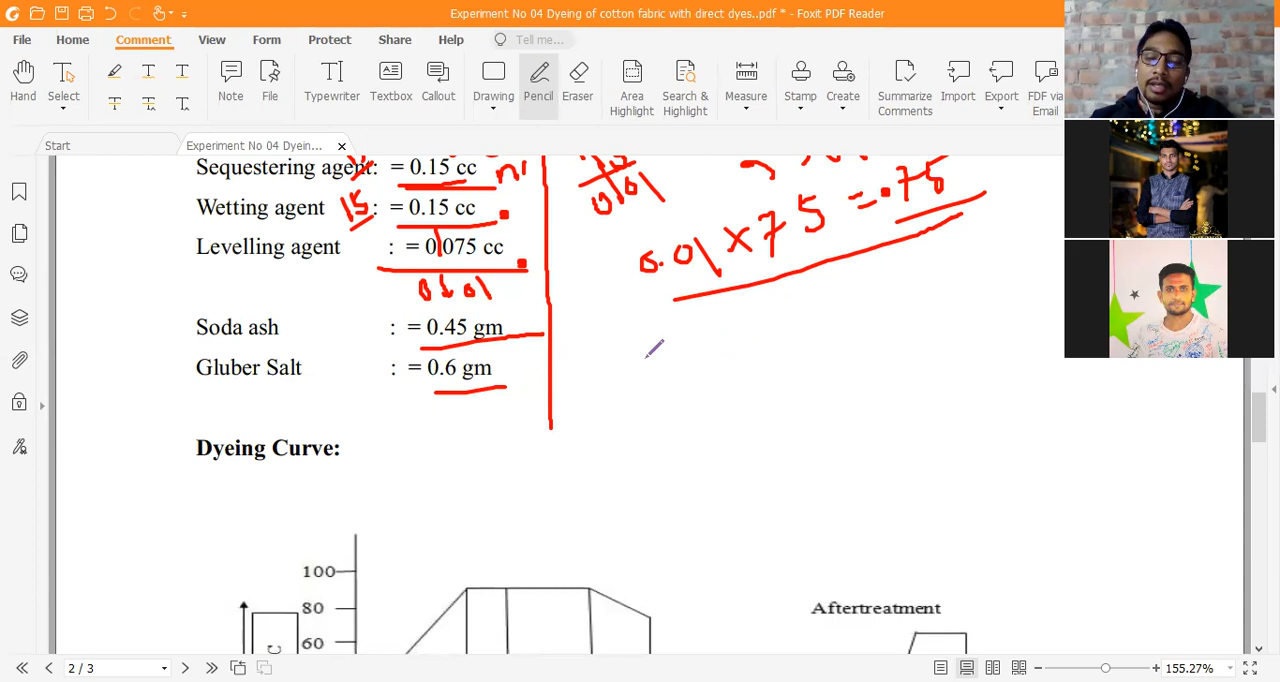 Experiment No 04 Dyeing of cotton fabric with direct dyes..pdf * - Foxit PDF Reader
File Home Comment View Form Protect Share Help Tell me...
Hand Select Note File Typewriter Textbox Callout Drawing Pencil Eraser Area Highlight Search & Highlight Measure Stamp Create Summarize Comments Import Export FDF via Email
Start Experiment No 04 Dyein...
Sequestering agent: = 0.15 cc
Wetting agent 15 : = 0.15 cc
Levelling agent : = 0.075 cc
0.01 x 75 = .75
Soda ash : = 0.45 gm
Gluber Salt : = 0.6 gm
Dyeing Curve:
100
80
60
C
Aftertreatment
2 / 3
155.27%